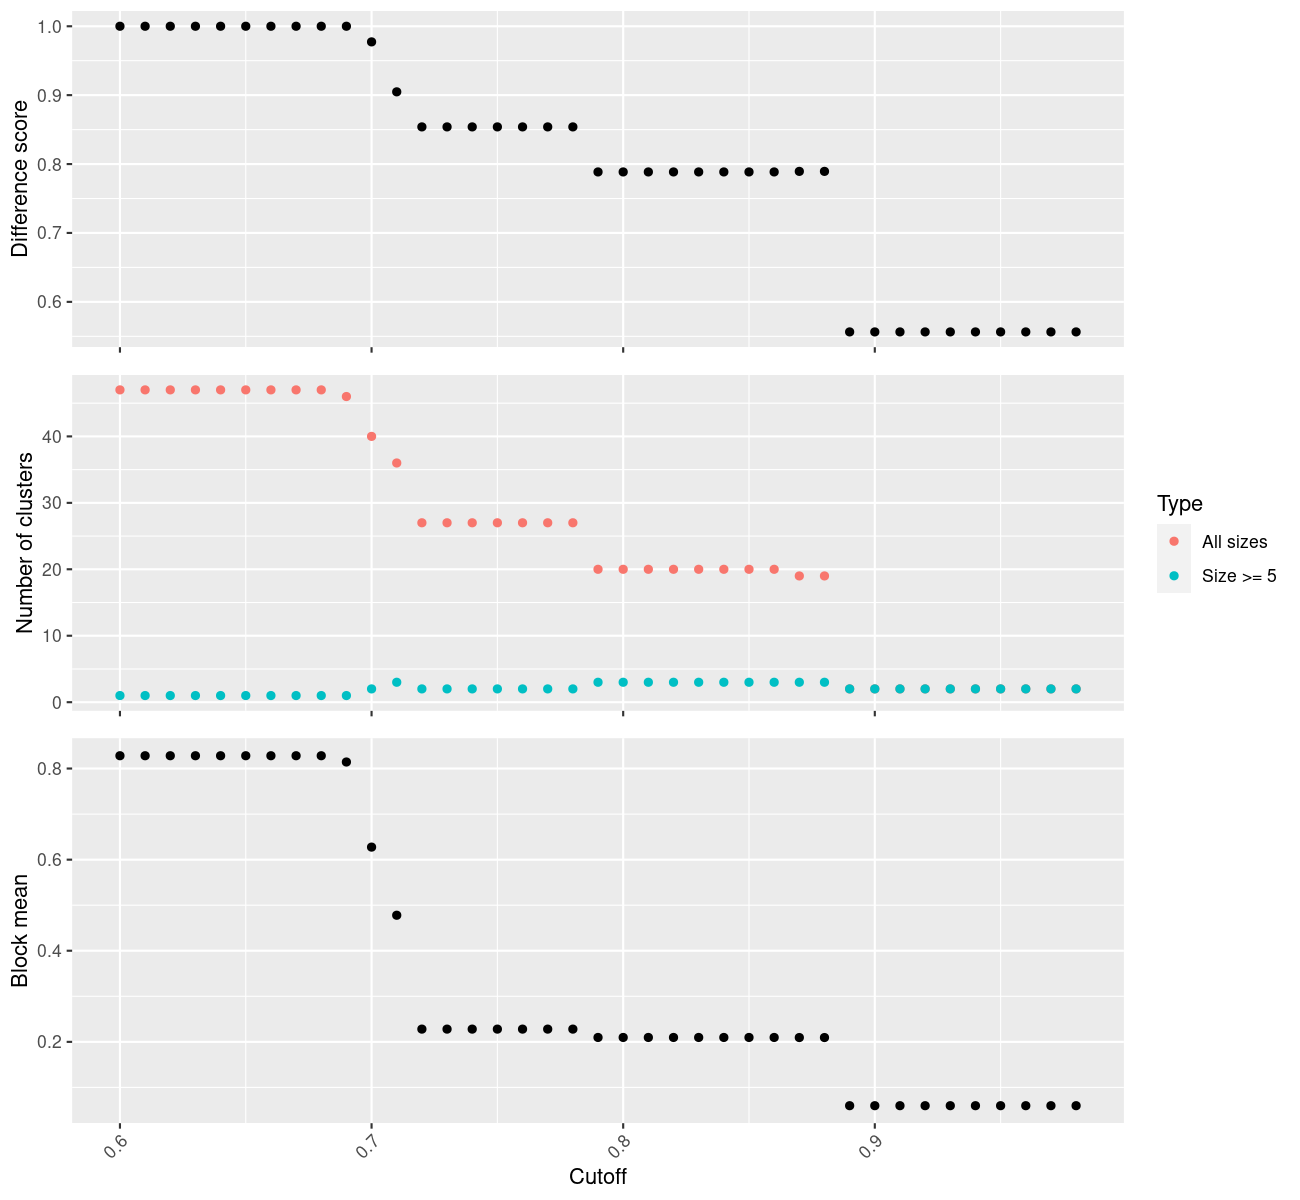 Difference score
1.0
0.9
0.8
0.7
0.6
Number of clusters
40
30
20
10
0
Type
All sizes
Size >= 5
Block mean
0.8
0.6
0.4
0.2
0.6
0.7
0.8
0.9
Cutoff